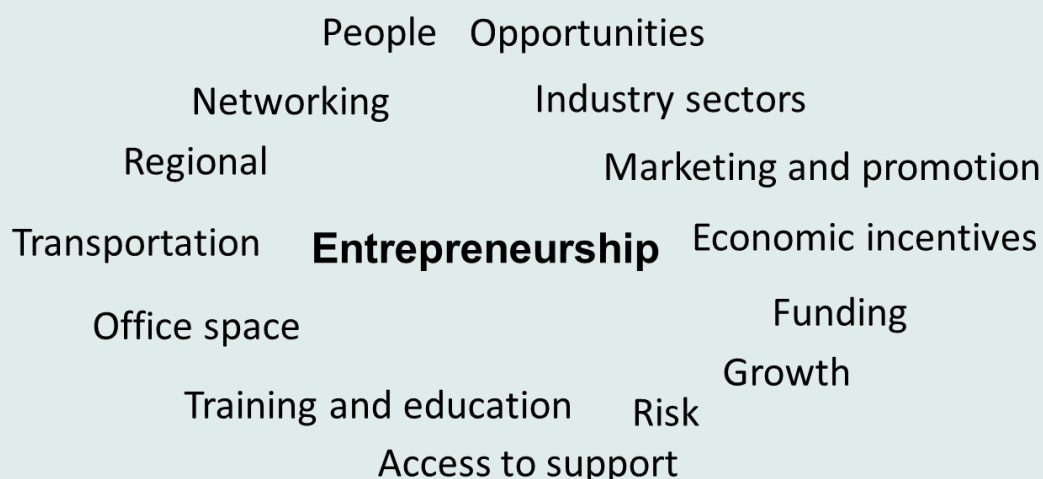 People Opportunities
Networking Industry sectors
Regional Marketing and promotion
Transportation Entrepreneurship Economic incentives
Office space Funding
Growth
Training and education Risk
Access to support